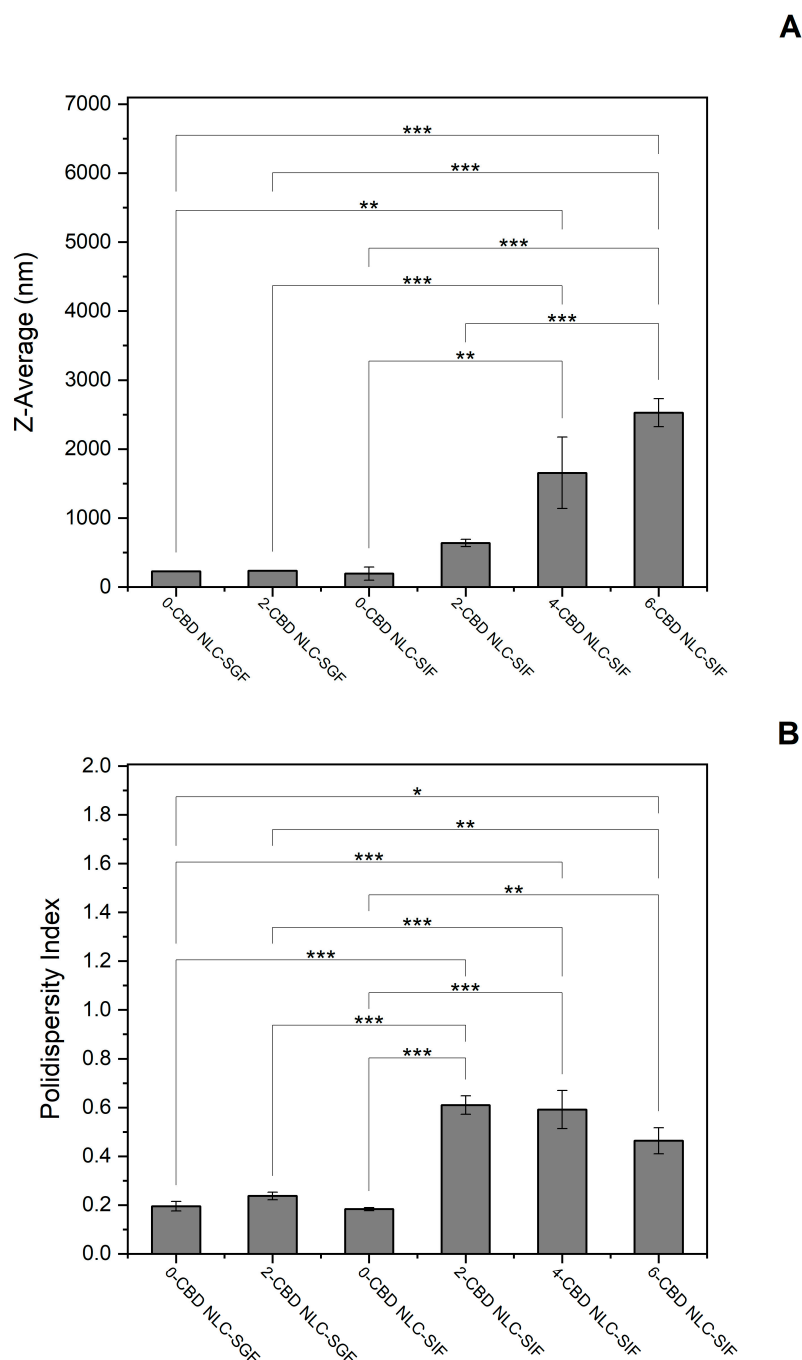 A
7000
6000
5000
4000
3000
2000
1000
0
Z-Average (nm)
***
***
**
***
***
***
**
0-CBD NLC-SGF
2-CBD NLC-SGF
0-CBD NLC-SIF
2-CBD NLC-SIF
4-CBD NLC-SIF
6-CBD NLC-SIF
B
2.0
1.8
1.6
1.4
1.2
1.0
0.8
0.6
0.4
0.2
0.0
Polidispersity Index
*
**
***
**
***
***
***
***
***
0-CBD NLC-SGF
2-CBD NLC-SGF
0-CBD NLC-SIF
2-CBD NLC-SIF
4-CBD NLC-SIF
6-CBD NLC-SIF